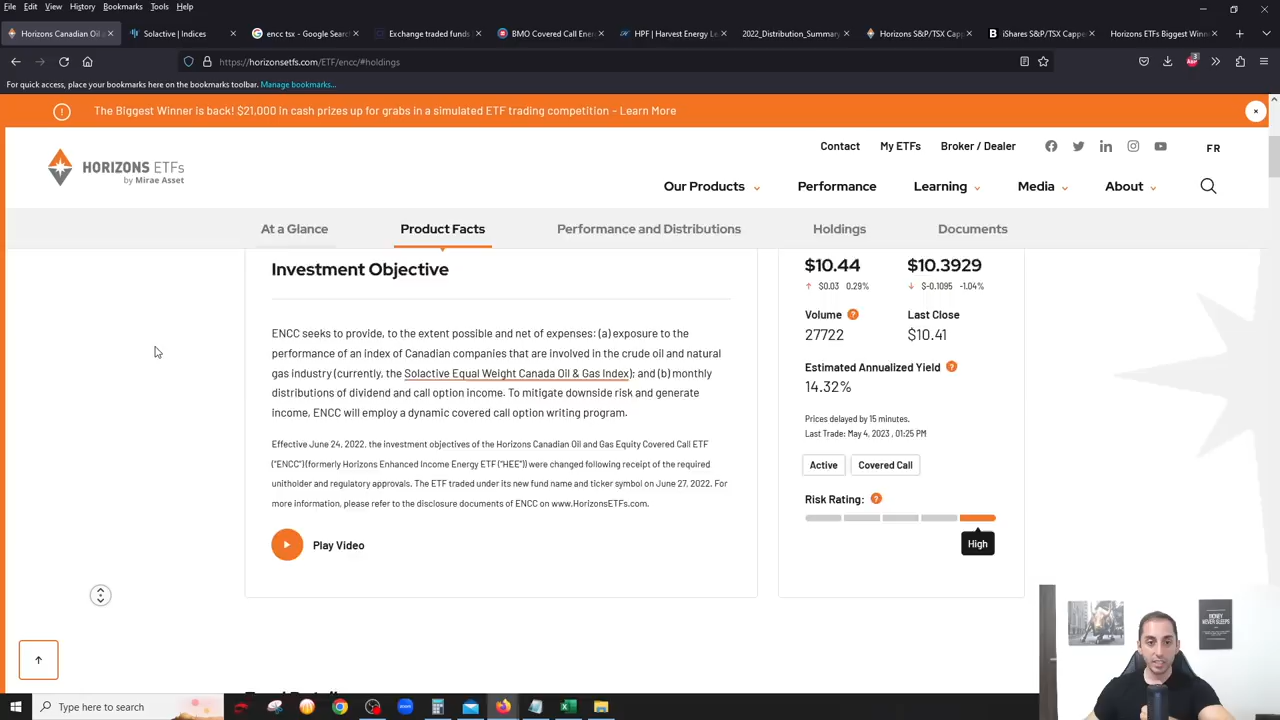 File Edit View History Bookmarks Tools Help
Horizons Canadian Oil a
Solactive | Indices
encc tsx - Google Sear
Exchange traded funds
BMO Covered Call Ene
HPF | Harvest Energy Le
2022_Distribution_Summary
Horizons S&P/TSX Capp
iShares S&P/TSX Cappe
Horizons ETFs Biggest Winne
https://horizonsetfs.com/ETF/encc/#holdings
For quick access, place your bookmarks here on the bookmarks toolbar. Manage bookmarks...
The Biggest Winner is back! $21,000 in cash prizes up for grabs in a simulated ETF trading competition - Learn More
Contact My ETFs Broker / Dealer FR
HORIZONS ETFs
by Mirae Asset
Our Products Performance Learning Media About
At a Glance Product Facts Performance and Distributions Holdings Documents
Investment Objective
ENCC seeks to provide, to the extent possible and net of expenses: (a) exposure to the
performance of an index of Canadian companies that are involved in the crude oil and natural
gas industry (currently, the Solactive Equal Weight Canada Oil & Gas Index); and (b) monthly
distributions of dividend and call option income. To mitigate downside risk and generate
income, ENCC will employ a dynamic covered call option writing program.
Effective June 24, 2022, the investment objectives of the Horizons Canadian Oil and Gas Equity Covered Call ETF
("ENCC") (formerly Horizons Enhanced Income Energy ETF ("HEE")) were changed following receipt of the required
unitholder and regulatory approvals. The ETF traded under its new fund name and ticker symbol on June 27, 2022. For
more information, please refer to the disclosure documents of ENCC on www.HorizonsETFs.com.
Play Video
$10.44 $10.3929
$0.03 0.29% $-0.1095 -1.04%
Volume Last Close
27722 $10.41
Estimated Annualized Yield
14.32%
Prices delayed by 15 minutes.
Last Trade: May 4, 2023 , 01:25 PM
Active Covered Call
Risk Rating:
High
MONEY
NEVER SLEEPS
Type here to search